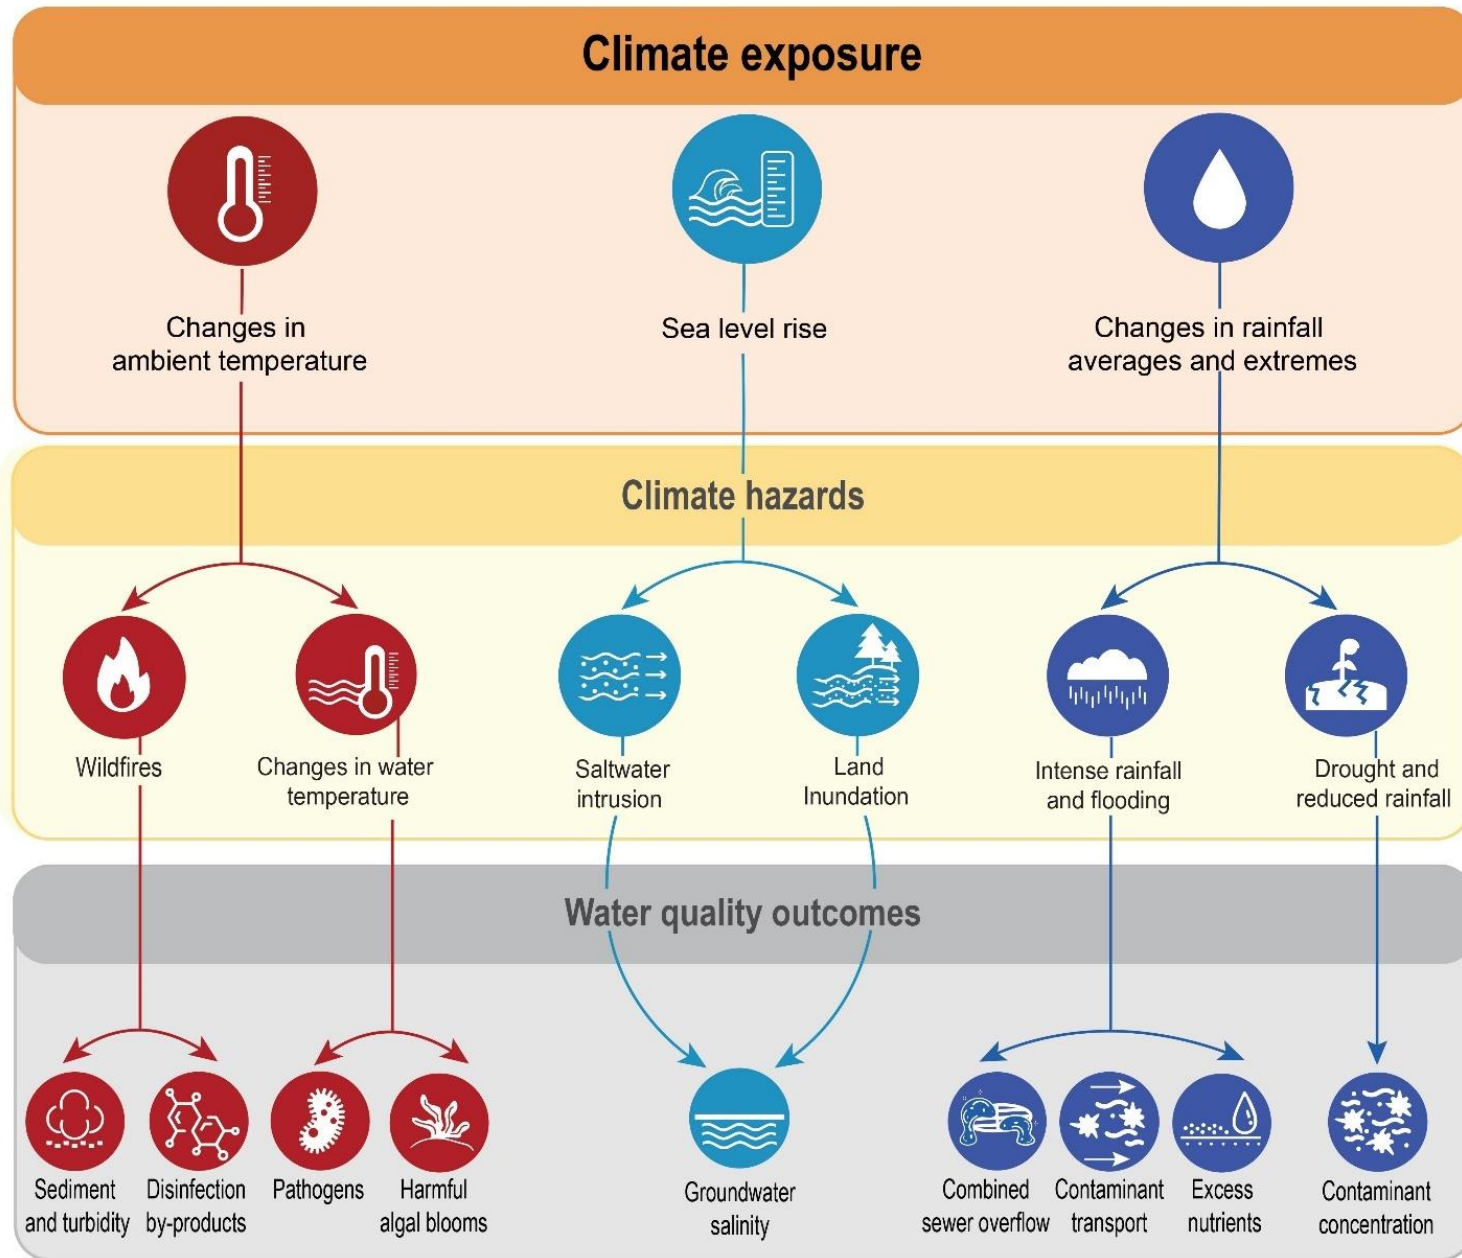 Climate exposure
Changes in
ambient temperature
Sea level rise
Changes in rainfall
averages and extremes
Climate hazards
Wildfires
Changes in water
temperature
Saltwater
intrusion
Land
Inundation
Intense rainfall
and flooding
Drought and
reduced rainfall
Water quality outcomes
Sediment
and turbidity
Disinfection
by-products
Pathogens
Harmful
algal blooms
Groundwater
salinity
Combined
sewer overflow
Contaminant
transport
Excess
nutrients
Contaminant
concentration